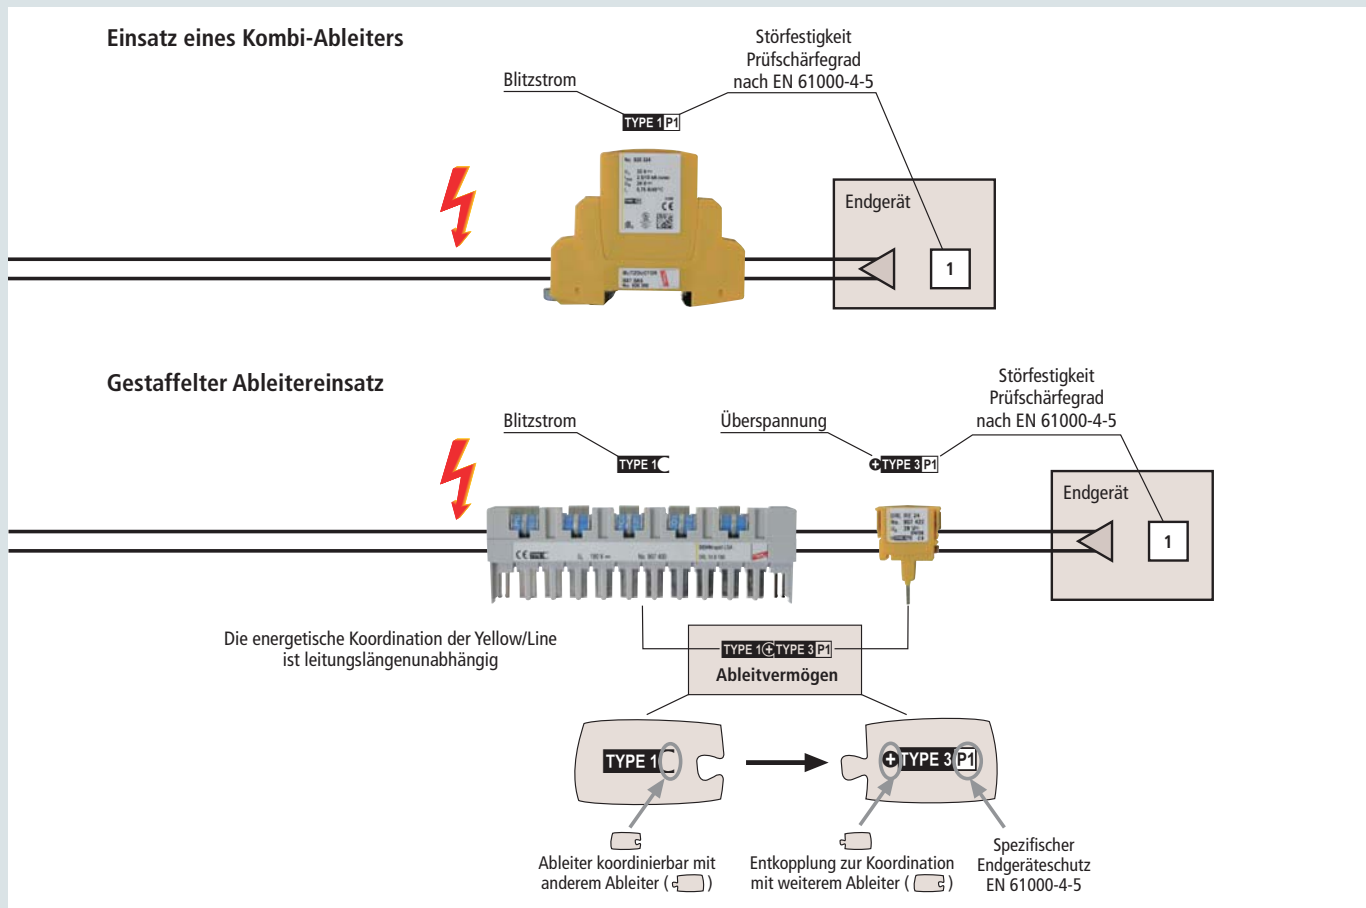 Einsatz eines Kombi-Ableiters
Störfestigkeit
Prüfschärfegrad
nach EN 61000-4-5
Blitzstrom
TYPE 1 P1
Endgerät
1
Gestaffelter Ableitereinsatz
Störfestigkeit
Prüfschärfegrad
nach EN 61000-4-5
Blitzstrom
Überspannung
TYPE 1
+TYPE 3 P1
Endgerät
1
Die energetische Koordination der Yellow/Line
ist leitungslängenunabhängig
TYPE 1+TYPE 3 P1
Ableitvermögen
TYPE 1
+TYPE 3 P1
Ableiter koordinierbar mit
anderem Ableiter ( )
Entkopplung zur Koordination
mit weiterem Ableiter ( )
Spezifischer
Endgeräteschutz
EN 61000-4-5